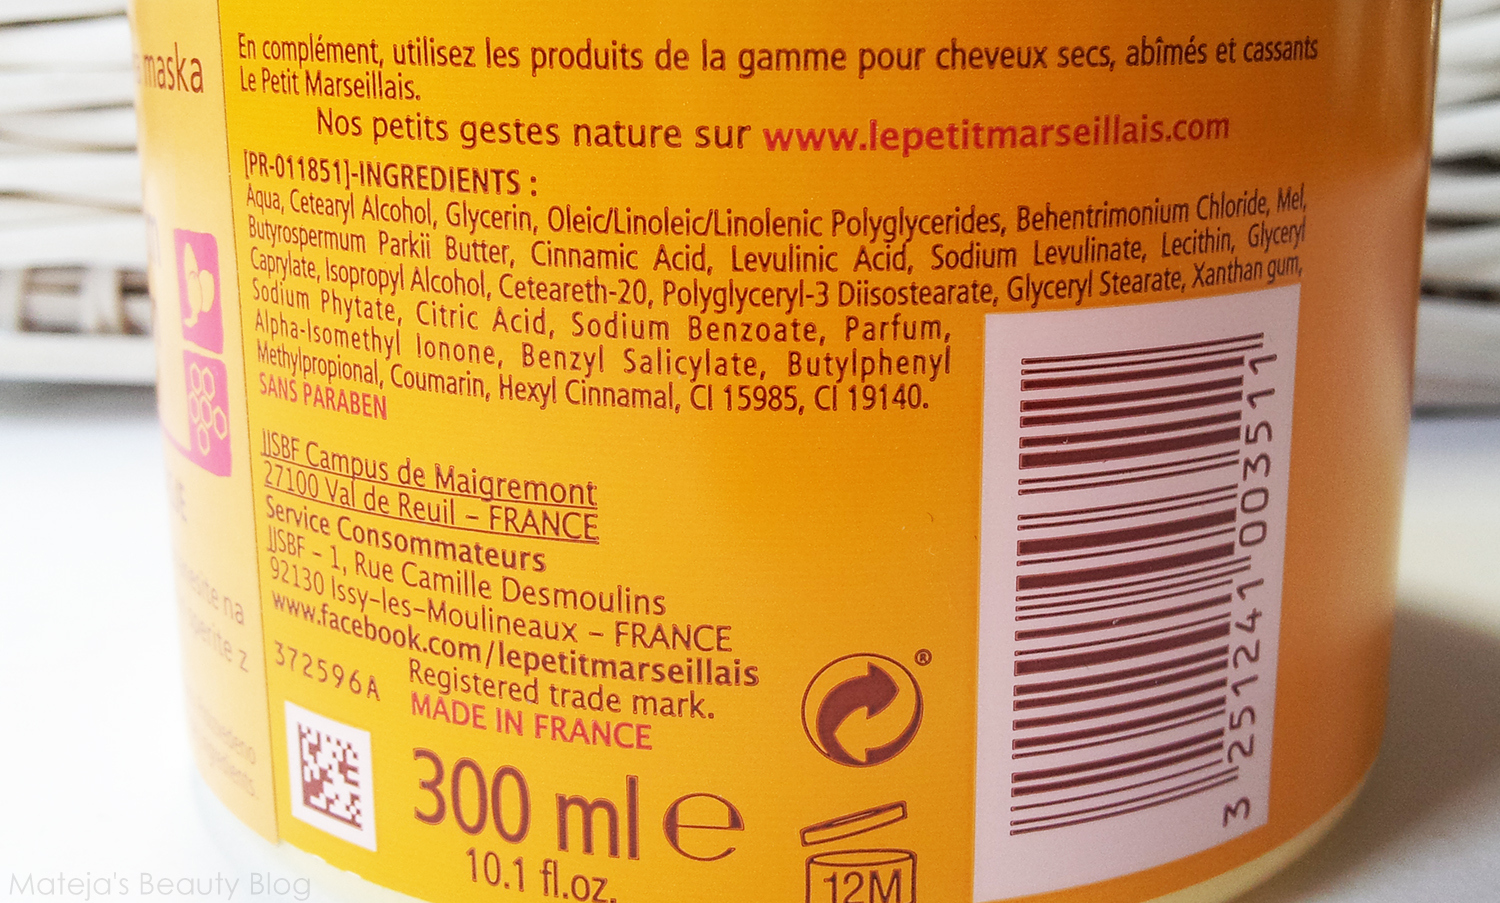 maska
En complément, utilisez les produits de la gamme pour cheveux secs, abîmés et cassants
Le Petit Marseillais.
Nos petits gestes nature sur www.lepetitmarseillais.com
[PR-011851]-INGREDIENTS :
Aqua, Cetearyl Alcohol, Glycerin, Oleic/Linoleic/Linolenic Polyglycerides, Behentrimonium Chloride, Mel,
Butyrospermum Parkii Butter, Cinnamic Acid, Levulinic Acid, Sodium Levulinate, Lecithin, Glyceryl
Caprylate, Isopropyl Alcohol, Ceteareth-20, Polyglyceryl-3 Diisostearate, Glyceryl Stearate, Xanthan gum,
Sodium Phytate, Citric Acid, Sodium Benzoate, Parfum,
Alpha-Isomethyl Ionone, Benzyl Salicylate, Butylphenyl
Methylpropional, Coumarin, Hexyl Cinnamal, CI 15985, CI 19140.
SANS PARABEN
JJSBF Campus de Maigremont
27100 Val de Reuil – FRANCE
Service Consommateurs
JJSBF – 1, Rue Camille Desmoulins
92130 Issy-les-Moulineaux – FRANCE
www.facebook.com/lepetitmarseillais
372596A
Registered trade mark.
MADE IN FRANCE
300 ml e
10.1 fl.oz.
®
12M
3 251241 003511
na
z
Mateja's Beauty Blog